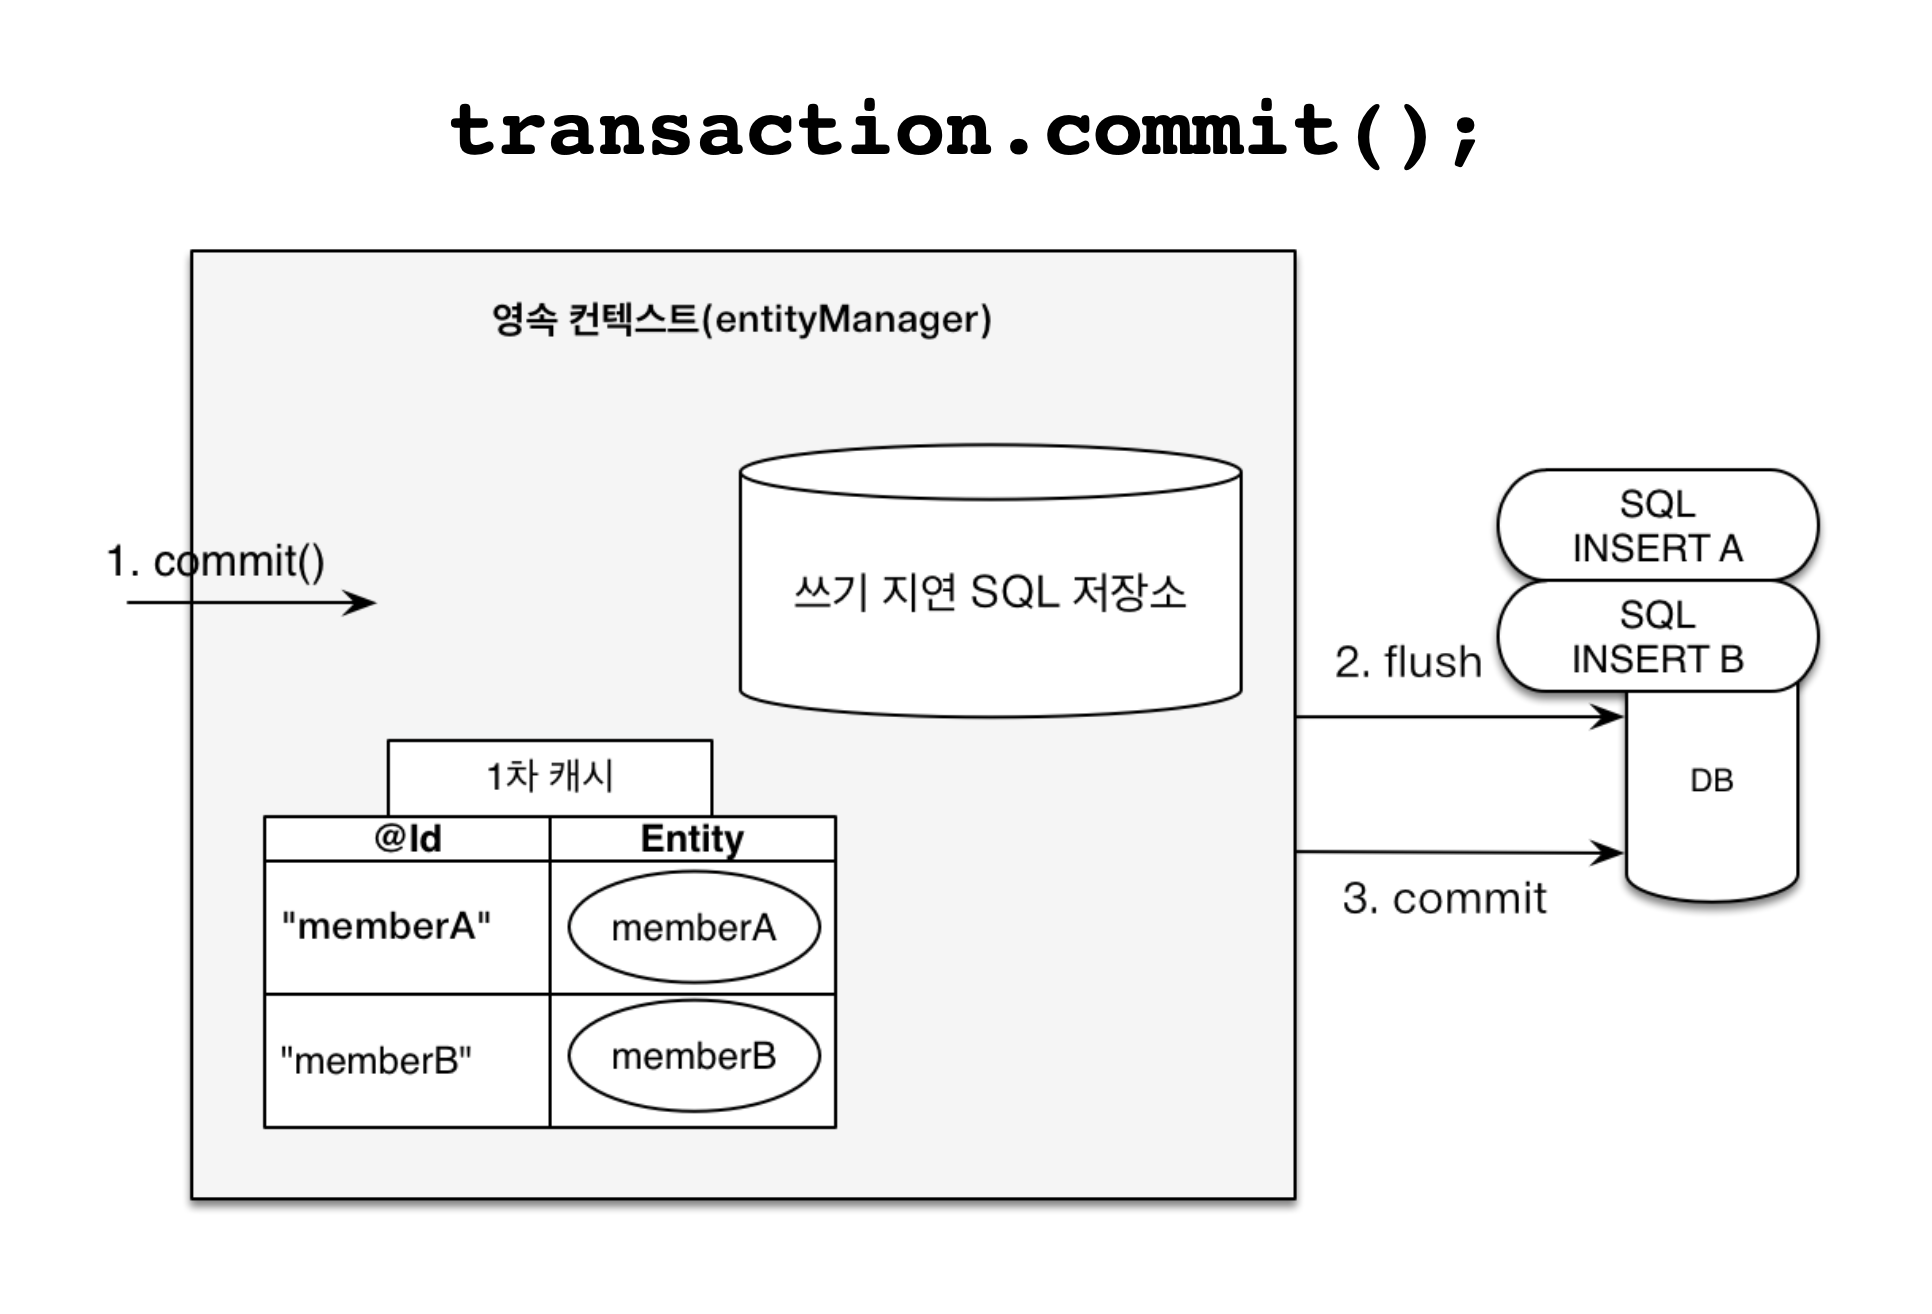 transaction.commit();
영속 컨텍스트(entityManager)
1. commit()
쓰기 지연 SQL 저장소
SQL
INSERT A
SQL
INSERT B
2. flush
DB
3. commit
1차 캐시
@Id Entity
"memberA" memberA
"memberB" memberB